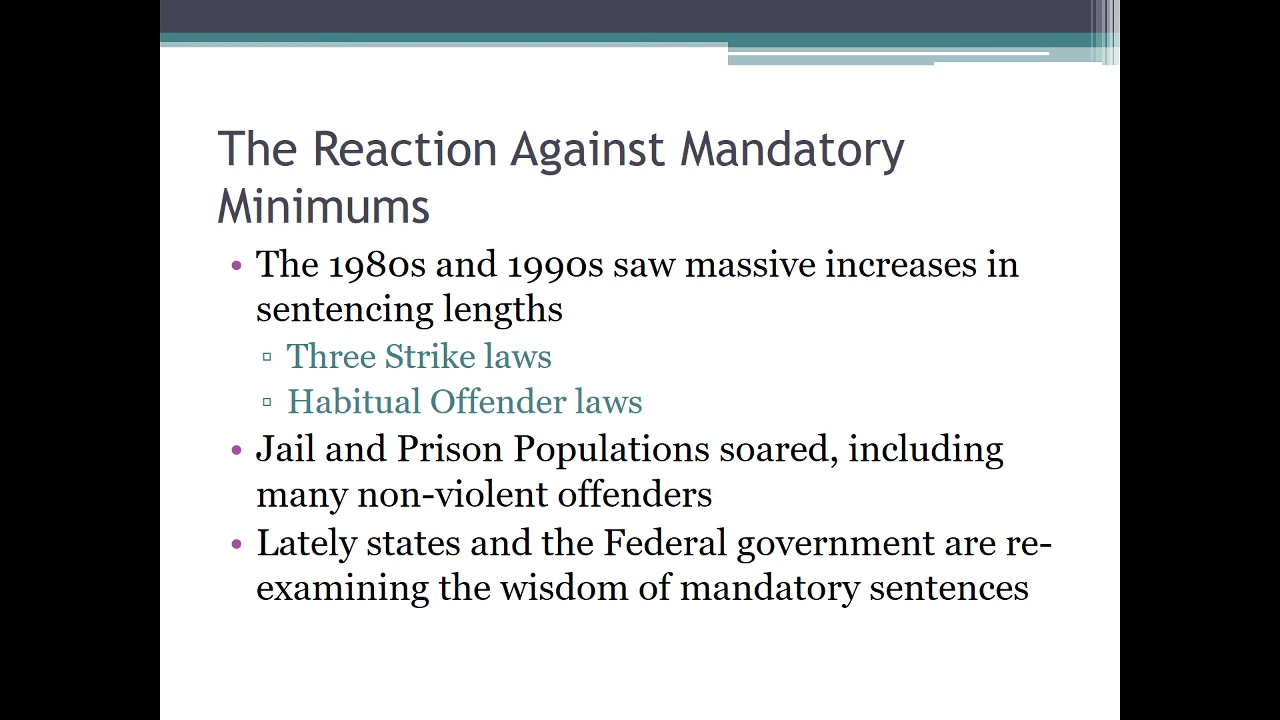 The Reaction Against Mandatory
Minimums
• The 1980s and 1990s saw massive increases in
sentencing lengths
▫ Three Strike laws
▫ Habitual Offender laws
• Jail and Prison Populations soared, including
many non-violent offenders
• Lately states and the Federal government are re-
examining the wisdom of mandatory sentences